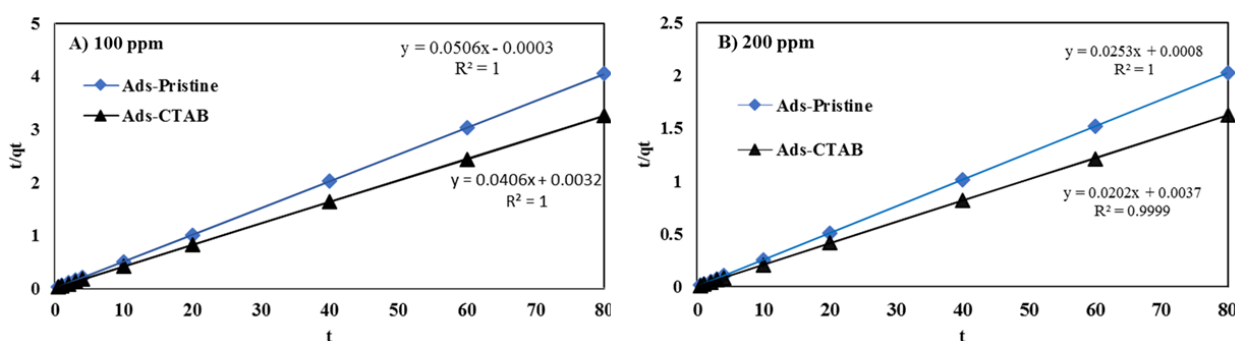 A) 100 ppm
y = 0.0506x - 0.0003
R² = 1
Ads-Pristine
Ads-CTAB
y = 0.0406x + 0.0032
R² = 1
5
4
3
2
1
0
t/qt
0 10 20 30 40 50 60 70 80
t
B) 200 ppm
y = 0.0253x + 0.0008
R² = 1
Ads-Pristine
Ads-CTAB
y = 0.0202x + 0.0037
R² = 0.9999
2.5
2
1.5
1
0.5
0
t/qt
0 10 20 30 40 50 60 70 80
t